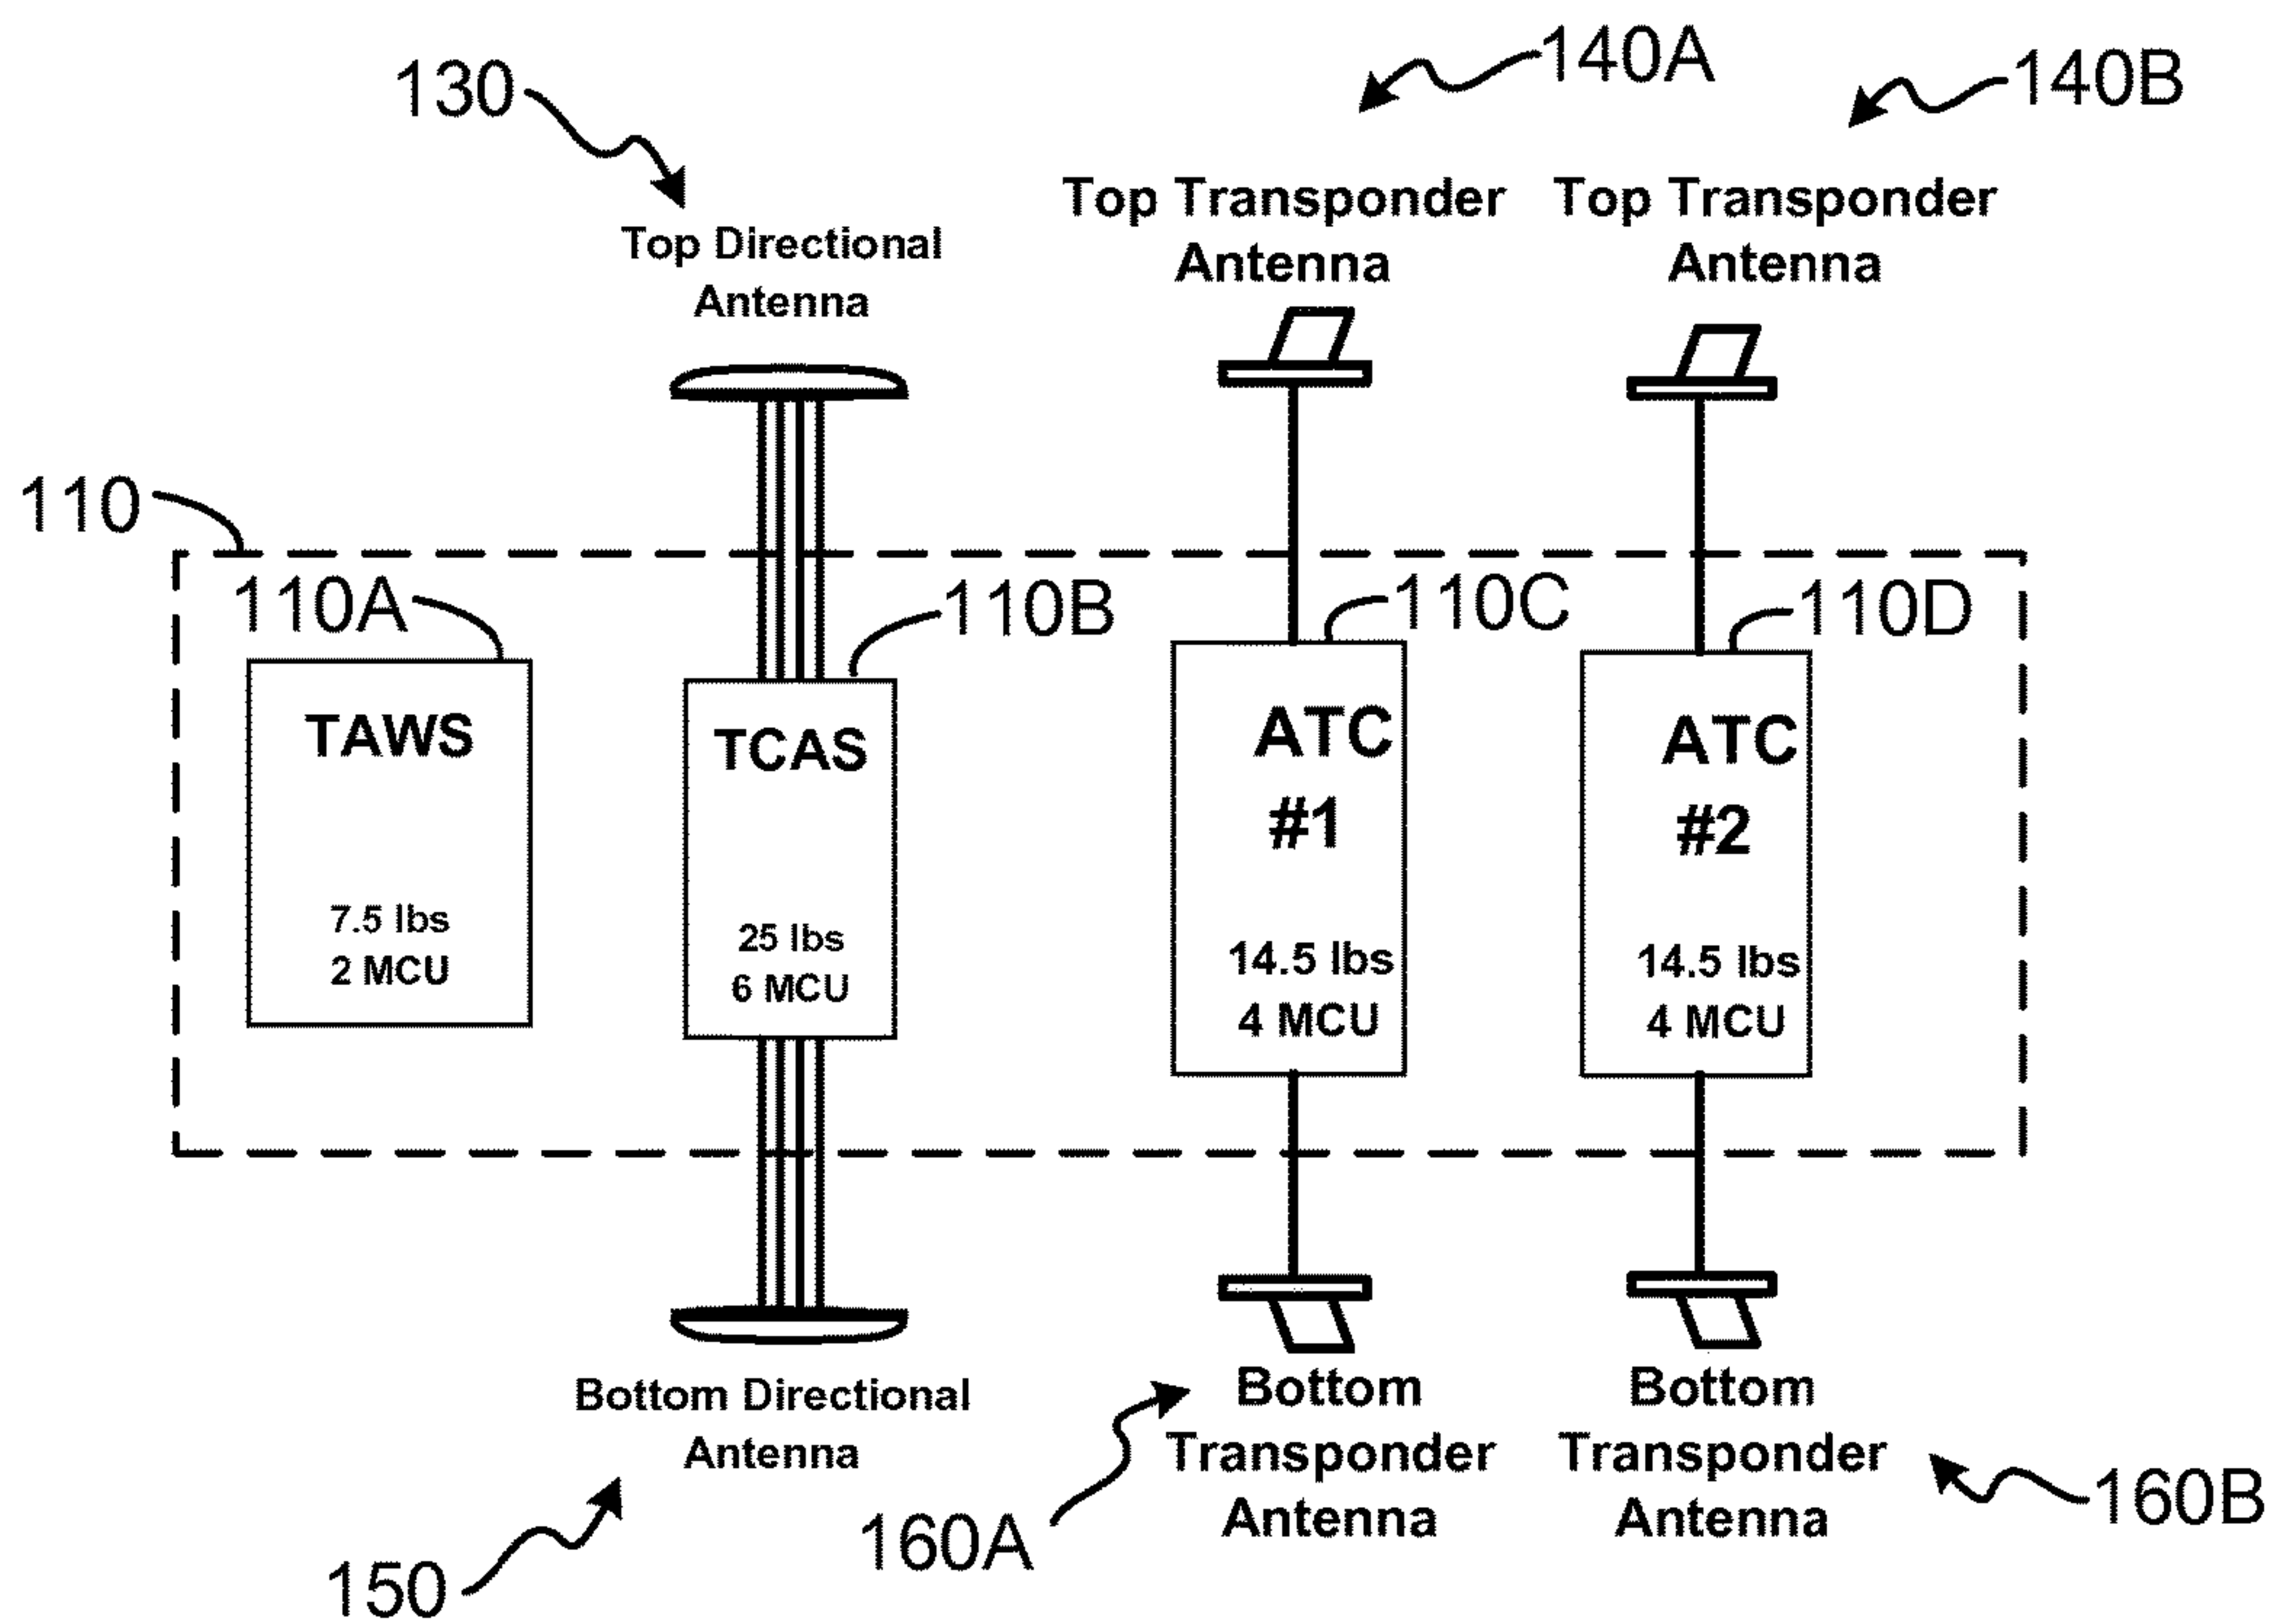 140A
140B
130
Top Transponder
Antenna
Top Transponder
Antenna
Top Directional
Antenna
110
110A
110B
110C
110D
TAWS
7.5 lbs
2 MCU
TCAS
25 lbs
6 MCU
ATC
#1
14.5 lbs
4 MCU
ATC
#2
14.5 lbs
4 MCU
Bottom Directional
Antenna
Bottom
Transponder
Antenna
Bottom
Transponder
Antenna
150
160A
160B